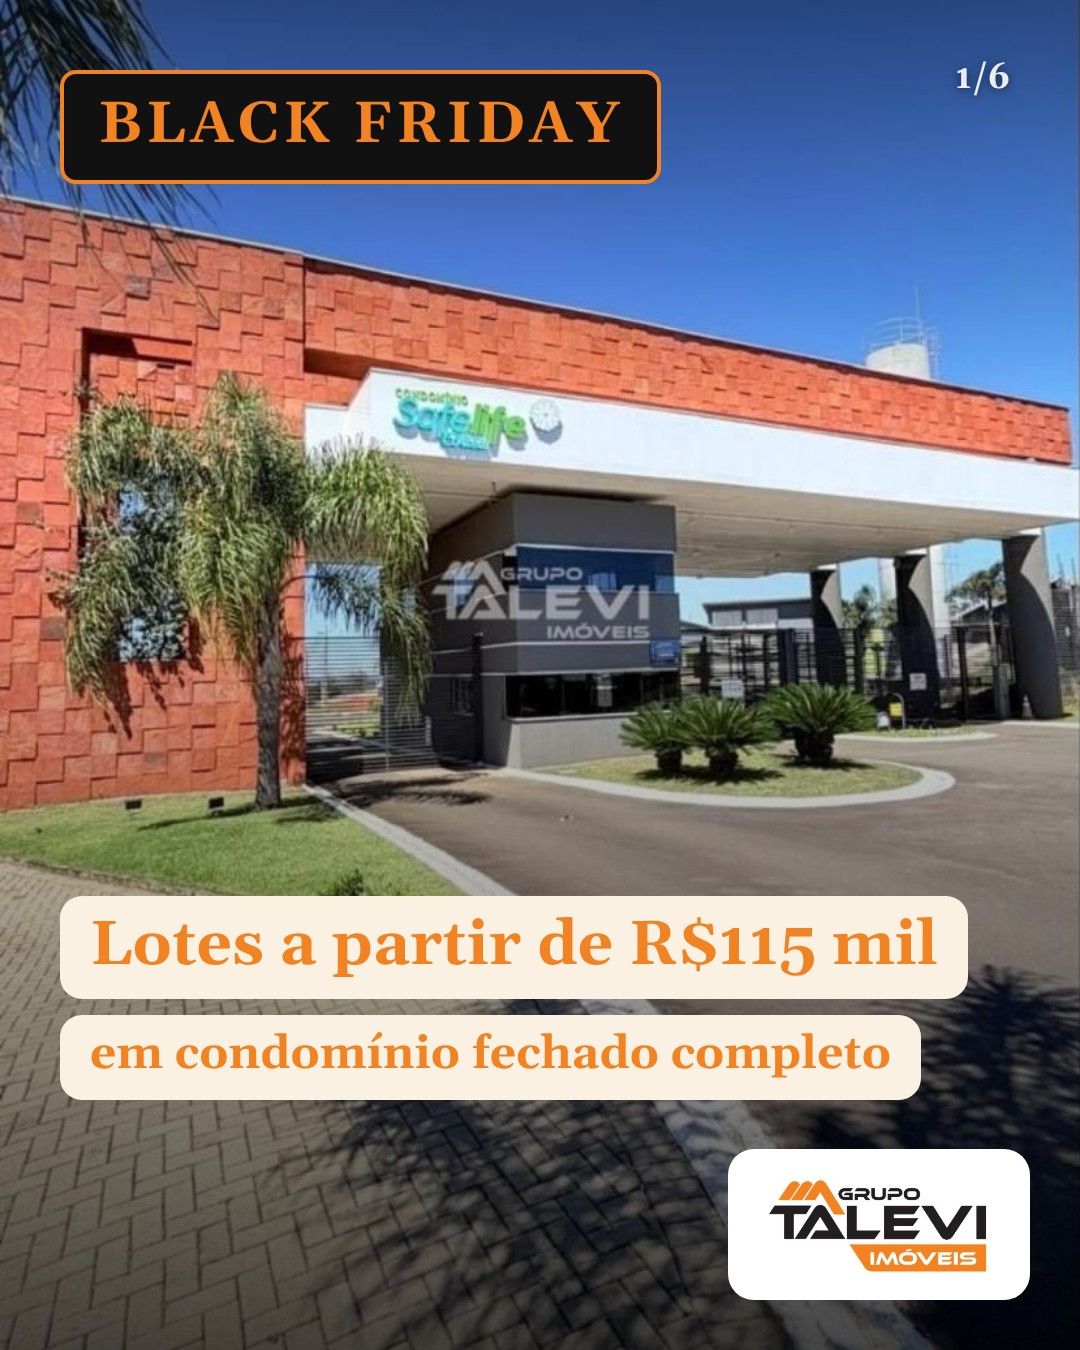 BLACK FRIDAY
1/6
CONDOMÍNIO
Safe life
GRUPO
TALEVI
IMÓVEIS
Lotes a partir de R$115 mil
em condomínio fechado completo
GRUPO
TALEVI
IMÓVEIS